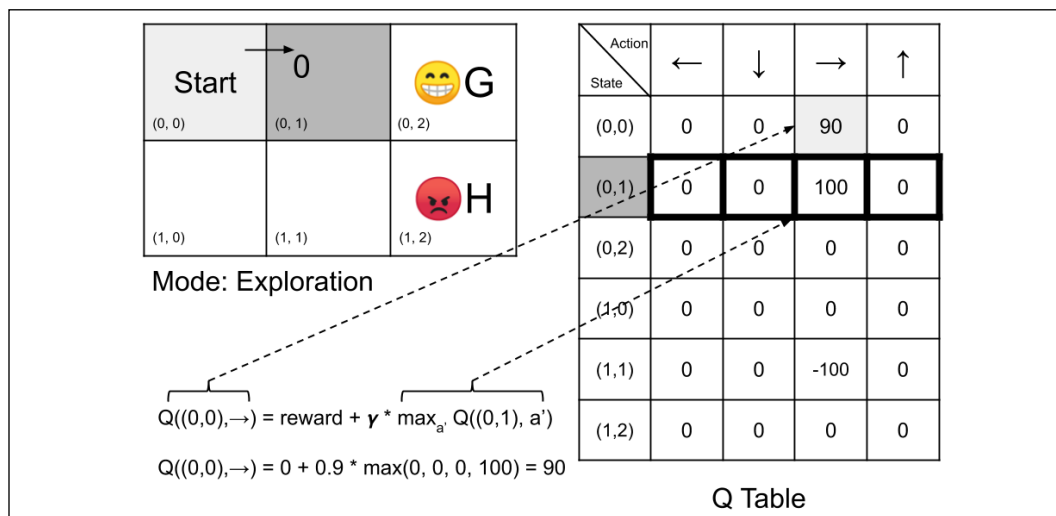 Start 0 G
(0, 0) (0, 1) (0, 2)
H
(1, 0) (1, 1) (1, 2)
Mode: Exploration
Q((0,0),→) = reward + γ * maxₐ' Q((0,1), a’)
Q((0,0),→) = 0 + 0.9 * max(0, 0, 0, 100) = 90
Action
State
← ↓ → ↑
(0,0) 0 0 90 0
(0,1) 0 0 100 0
(0,2) 0 0 0 0
(1,0) 0 0 0 0
(1,1) 0 0 -100 0
(1,2) 0 0 0 0
Q Table